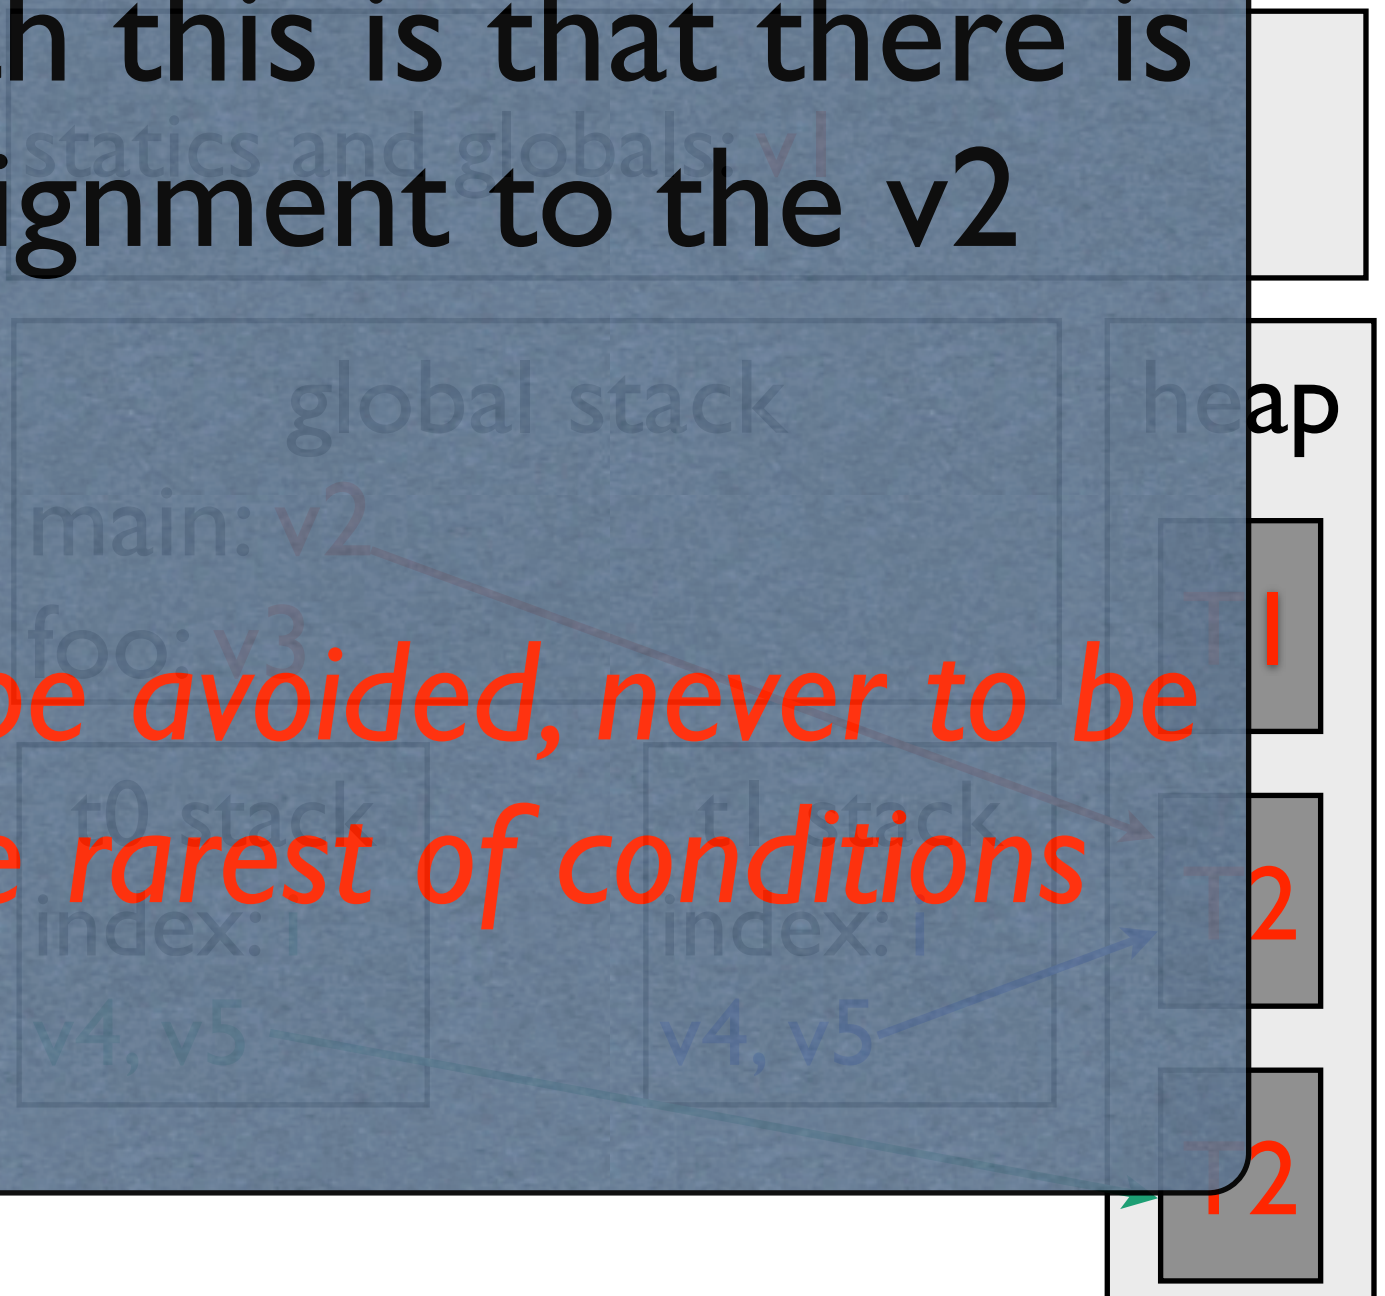 h this is that there is
statics and globals: v1
ignment to the v2
global stack
heap
main: v2
T1
foo: v3
be avoided, never to be
t0 stack
t1 stack
e rarest of conditions
T2
index: i
index: i
v4, v5
v4, v5
T2